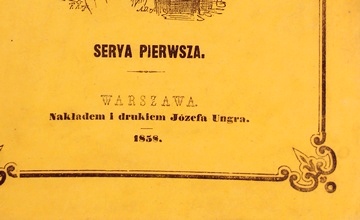 SERYA PIERWSZA.
WARSZAWA.
Nakładem i drukiem Józefa Ungra.
1858.